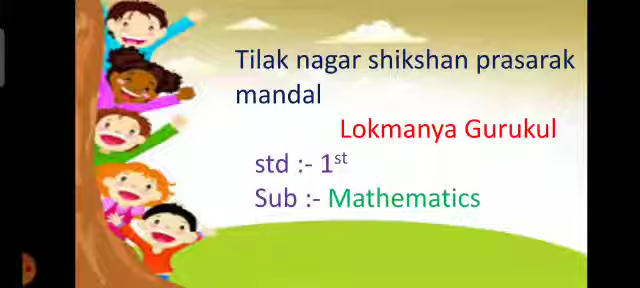 Tilak nagar shikshan prasarak
mandal
Lokmanya Gurukul
std :- 1st
Sub :- Mathematics